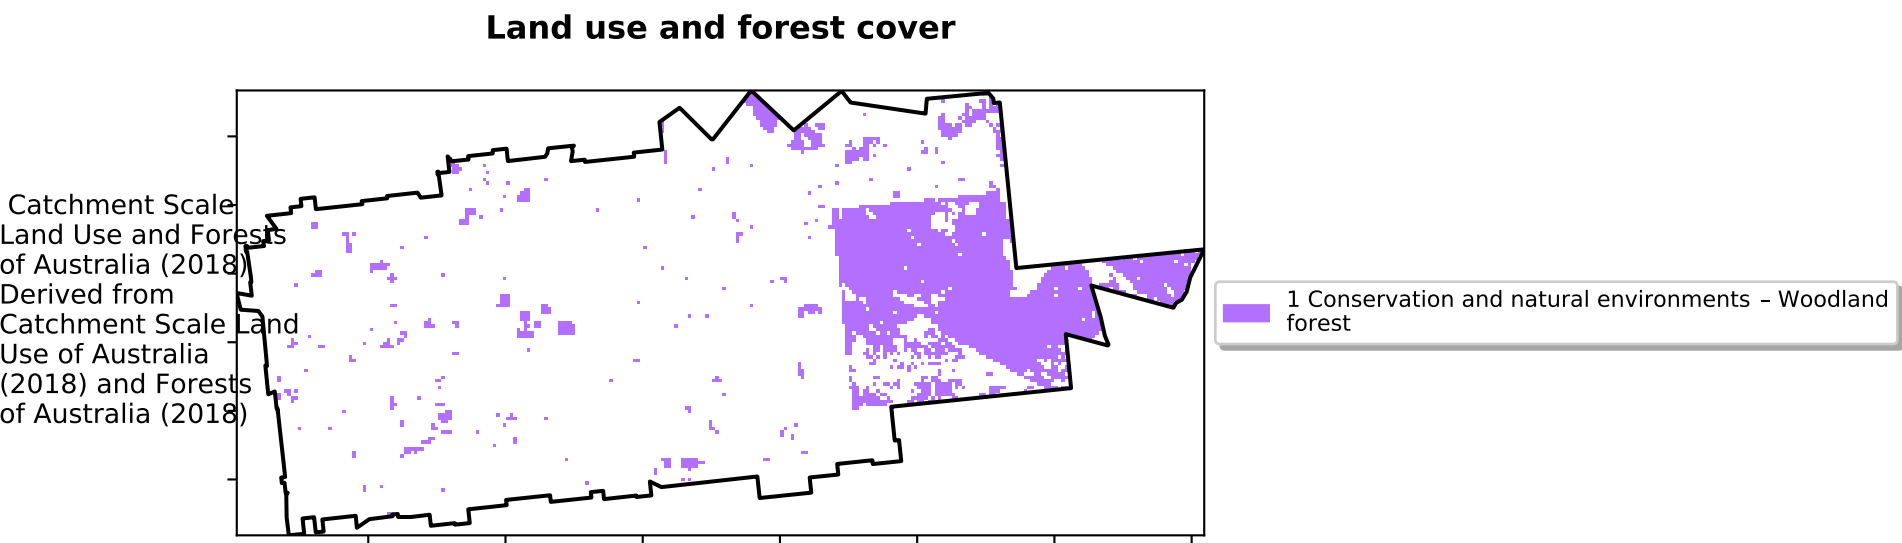 Land use and forest cover
Catchment Scale
Land Use and Forests
of Australia (2018)
Derived from
Catchment Scale Land
Use of Australia
(2018) and Forests
of Australia (2018)
1 Conservation and natural environments – Woodland
forest